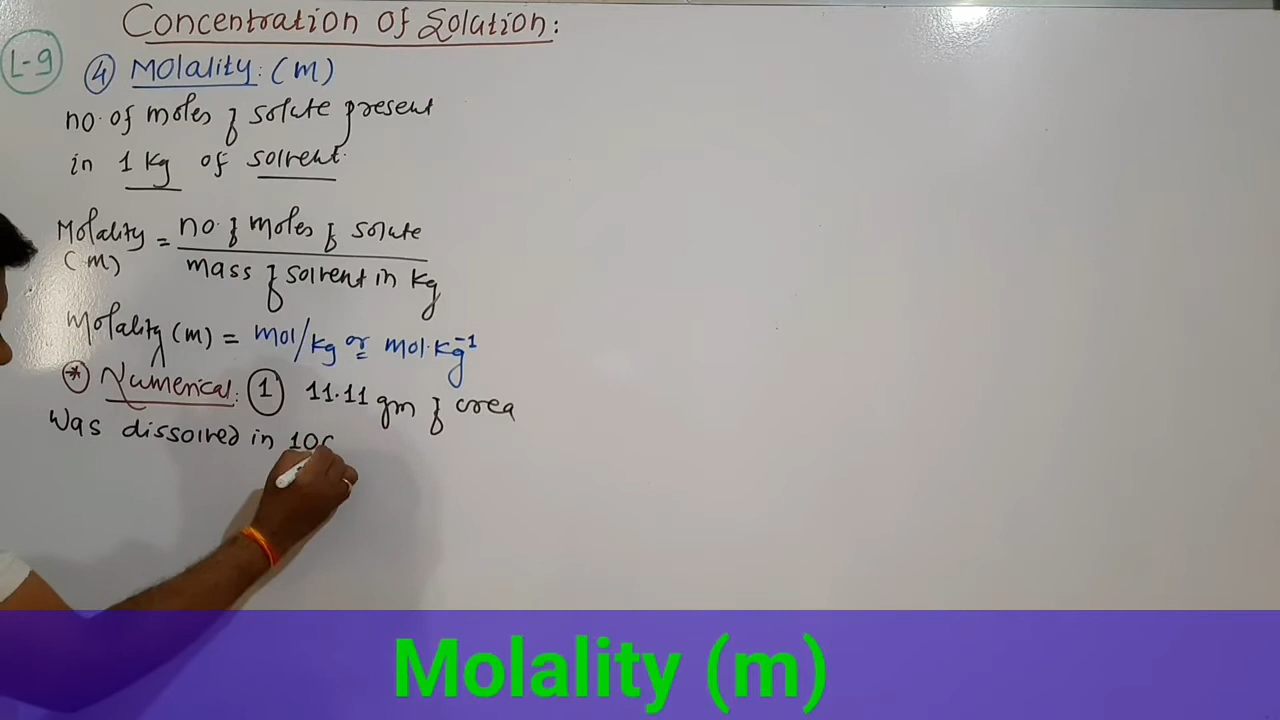 Concentration Of Solution:
L-9
④ Molality: (m)
no. of moles of solute present
in 1 Kg of solvent.
Molality (m) = no. of moles of solute / mass of solvent in Kg
Molality (m) = mol/kg or mol.kg⁻¹
* Numerical: ① 11.11 gm of urea
was dissolved in 10
Molality (m)